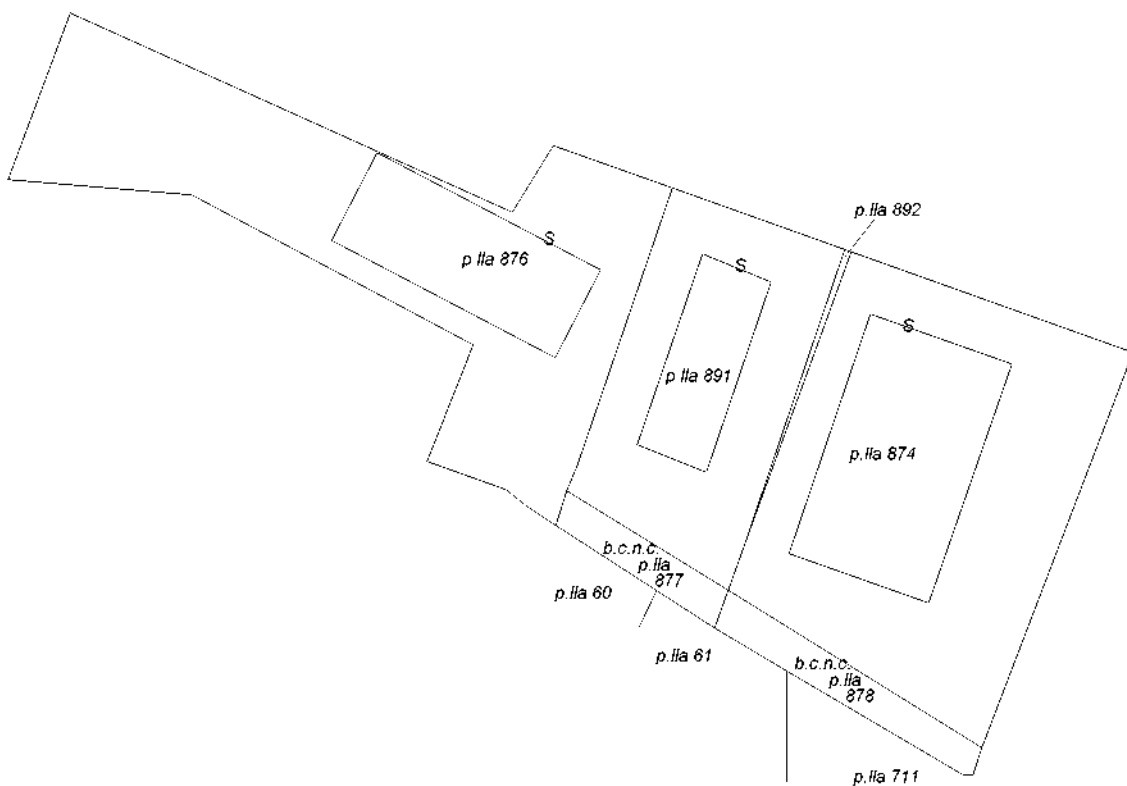 p.lla 892
S
p lla 876
S
S
p lla 891
p.lla 874
b.c.n.c.
p.lla
877
p.lla 60
p.lla 61
b.c.n.c.
p.lla
878
p.lla 711